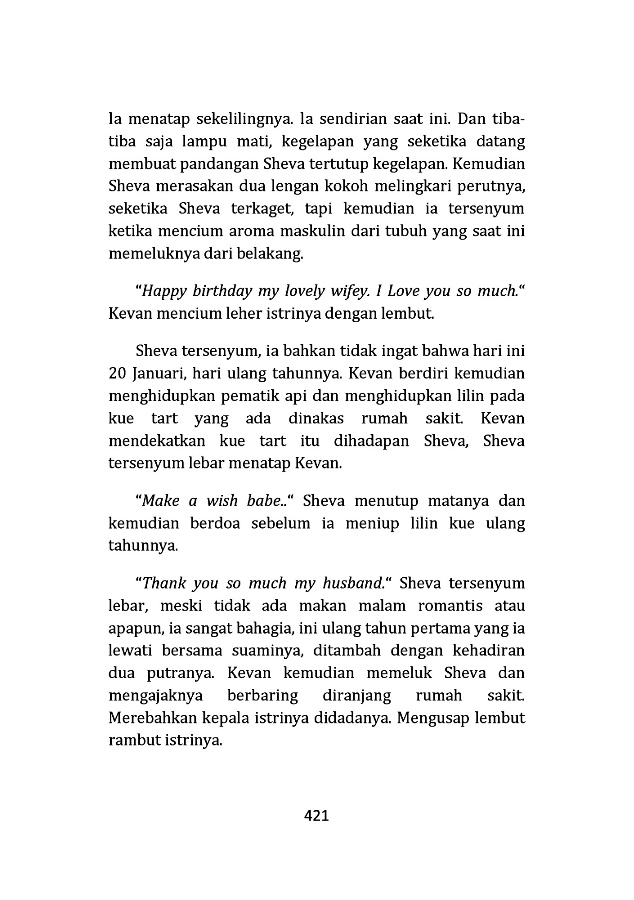 Ia menatap sekelilingnya. Ia sendirian saat ini. Dan tiba-
tiba saja lampu mati, kegelapan yang seketika datang
membuat pandangan Sheva tertutup kegelapan. Kemudian
Sheva merasakan dua lengan kokoh melingkari perutnya,
seketika Sheva terkaget, tapi kemudian ia tersenyum
ketika mencium aroma maskulin dari tubuh yang saat ini
memeluknya dari belakang.
“Happy birthday my lovely wifey. I Love you so much.“
Kevan mencium leher istrinya dengan lembut.
Sheva tersenyum, ia bahkan tidak ingat bahwa hari ini
20 Januari, hari ulang tahunnya. Kevan berdiri kemudian
menghidupkan pematik api dan menghidupkan lilin pada
kue tart yang ada dinakas rumah sakit. Kevan
mendekatkan kue tart itu dihadapan Sheva, Sheva
tersenyum lebar menatap Kevan.
“Make a wish babe..“ Sheva menutup matanya dan
kemudian berdoa sebelum ia meniup lilin kue ulang
tahunnya.
“Thank you so much my husband.“ Sheva tersenyum
lebar, meski tidak ada makan malam romantis atau
apapun, ia sangat bahagia, ini ulang tahun pertama yang ia
lewati bersama suaminya, ditambah dengan kehadiran
dua putranya. Kevan kemudian memeluk Sheva dan
mengajaknya berbaring diranjang rumah sakit.
Merebahkan kepala istrinya didadanya. Mengusap lembut
rambut istrinya.
421